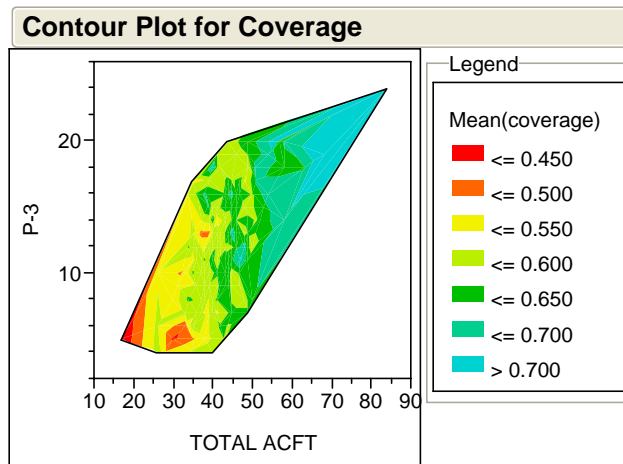 Contour Plot for Coverage
20
10
P-3
10 20 30 40 50 60 70 80 90
TOTAL ACFT
Legend
Mean(coverage)
<= 0.450
<= 0.500
<= 0.550
<= 0.600
<= 0.650
<= 0.700
> 0.700